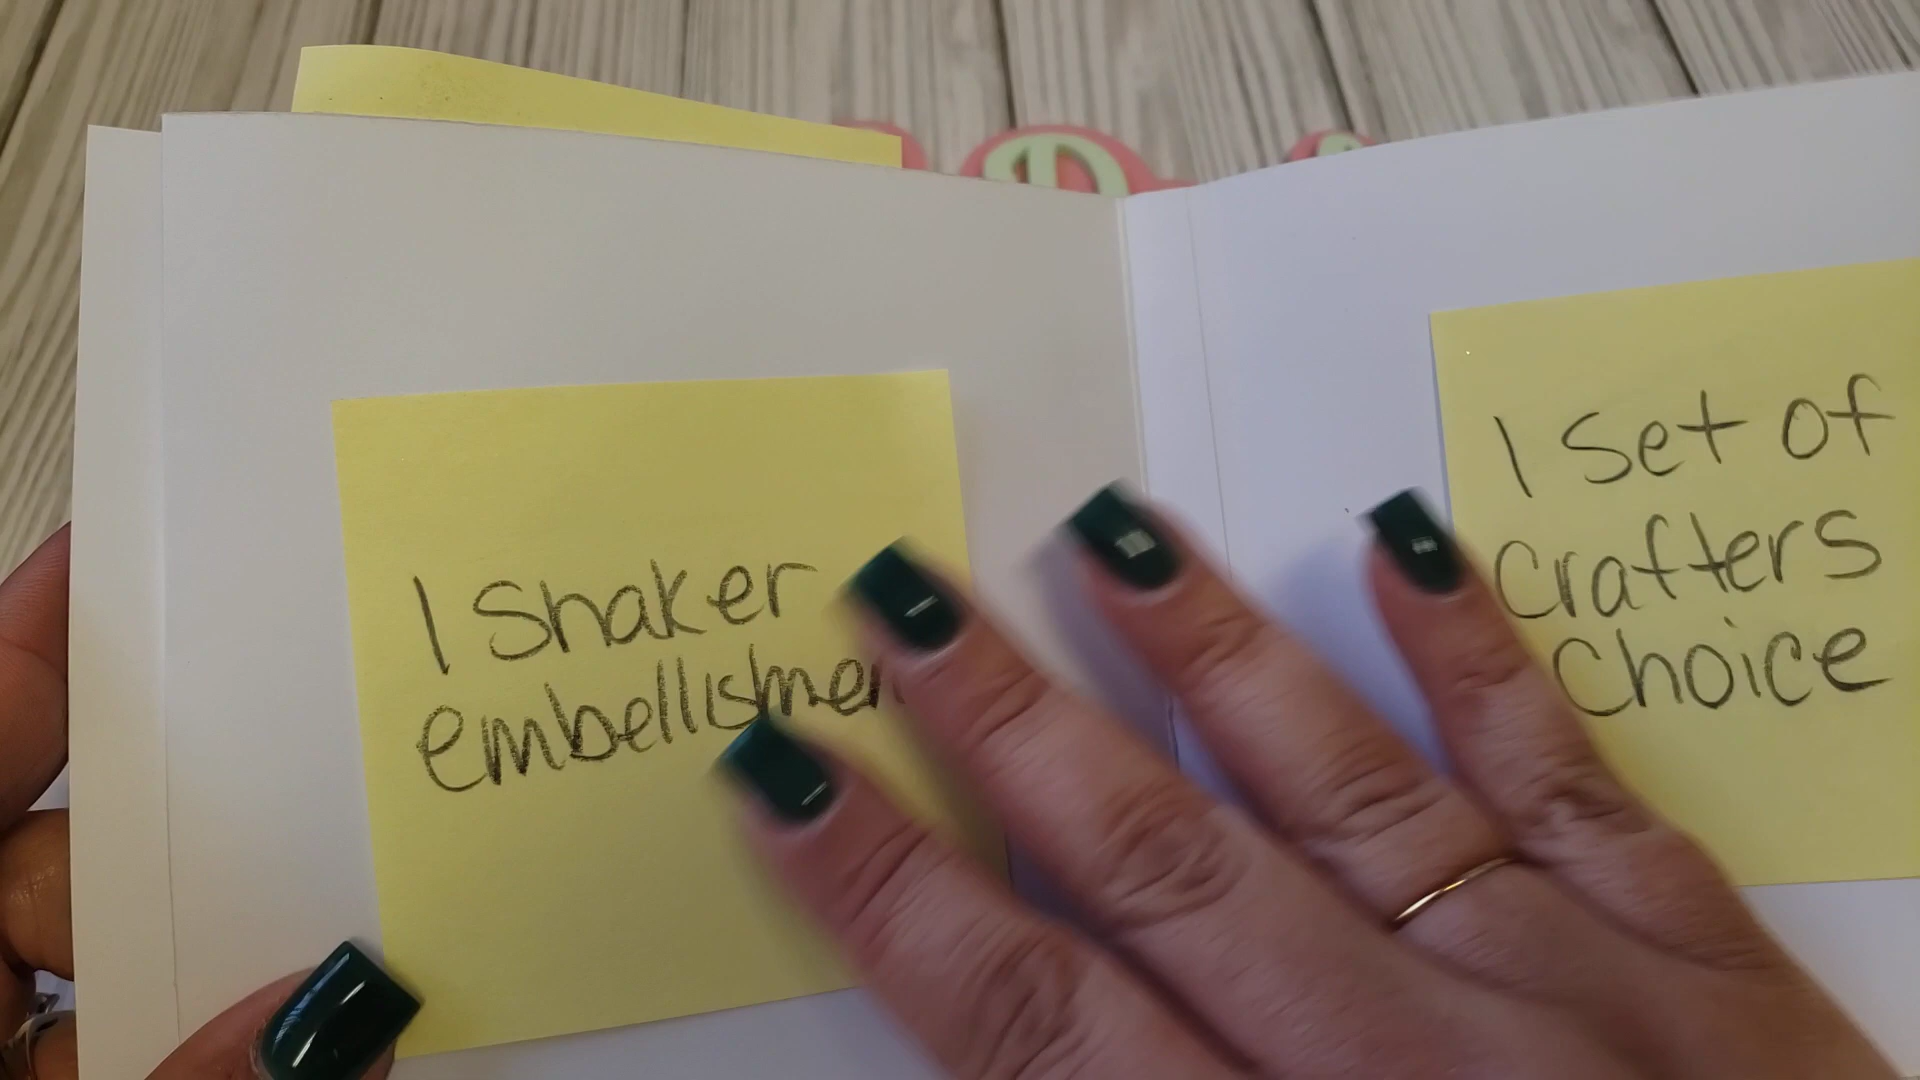 D
1 Shaker
embellishmen
1 Set of
Crafters
Choice